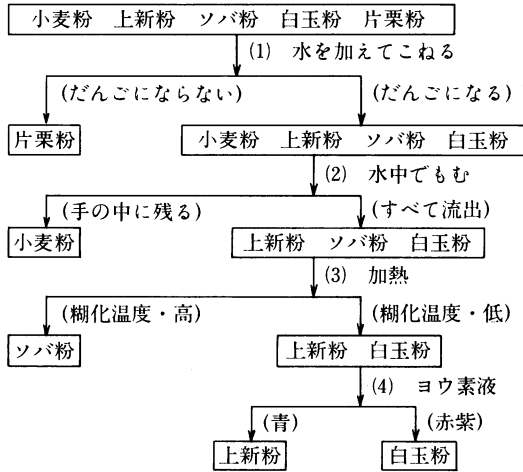 小麦粉 上新粉 ソバ粉 白玉粉 片栗粉
(1) 水を加えてこねる
(だんごにならない) (だんごになる)
片栗粉 小麦粉 上新粉 ソバ粉 白玉粉
(2) 水中でもむ
(手の中に残る) (すべて流出)
小麦粉 上新粉 ソバ粉 白玉粉
(3) 加熱
(糊化温度・高) (糊化温度・低)
ソバ粉 上新粉 白玉粉
(4) ヨウ素液
(青) (赤紫)
上新粉 白玉粉